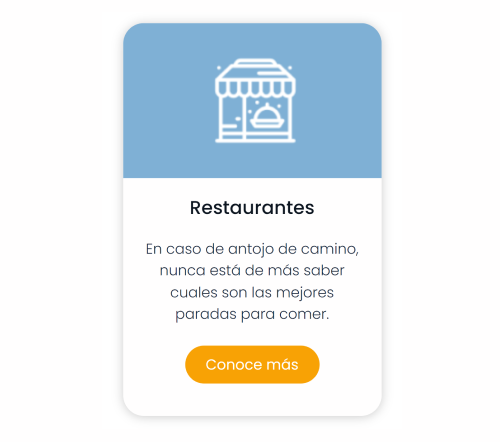 Restaurantes
En caso de antojo de camino,
nunca está de más saber
cuales son las mejores
paradas para comer.
Conoce más